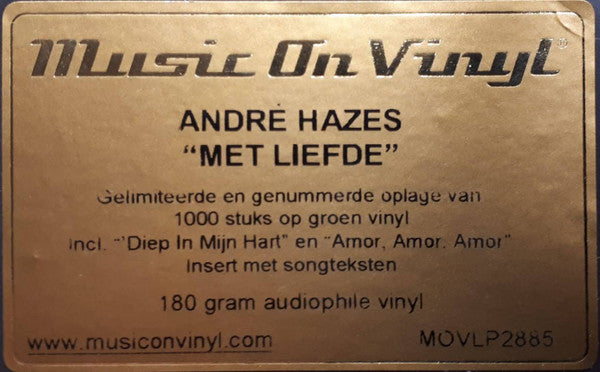 Music On Vinyl®
ANDRÉ HAZES
“MET LIEFDE”
Gelimiteerde en genummerde oplage van
1000 stuks op groen vinyl
Incl. “Diep In Mijn Hart” en “Amor, Amor, Amor”
Insert met songteksten
180 gram audiophile vinyl
www.musiconvinyl.com
MOVLP2885